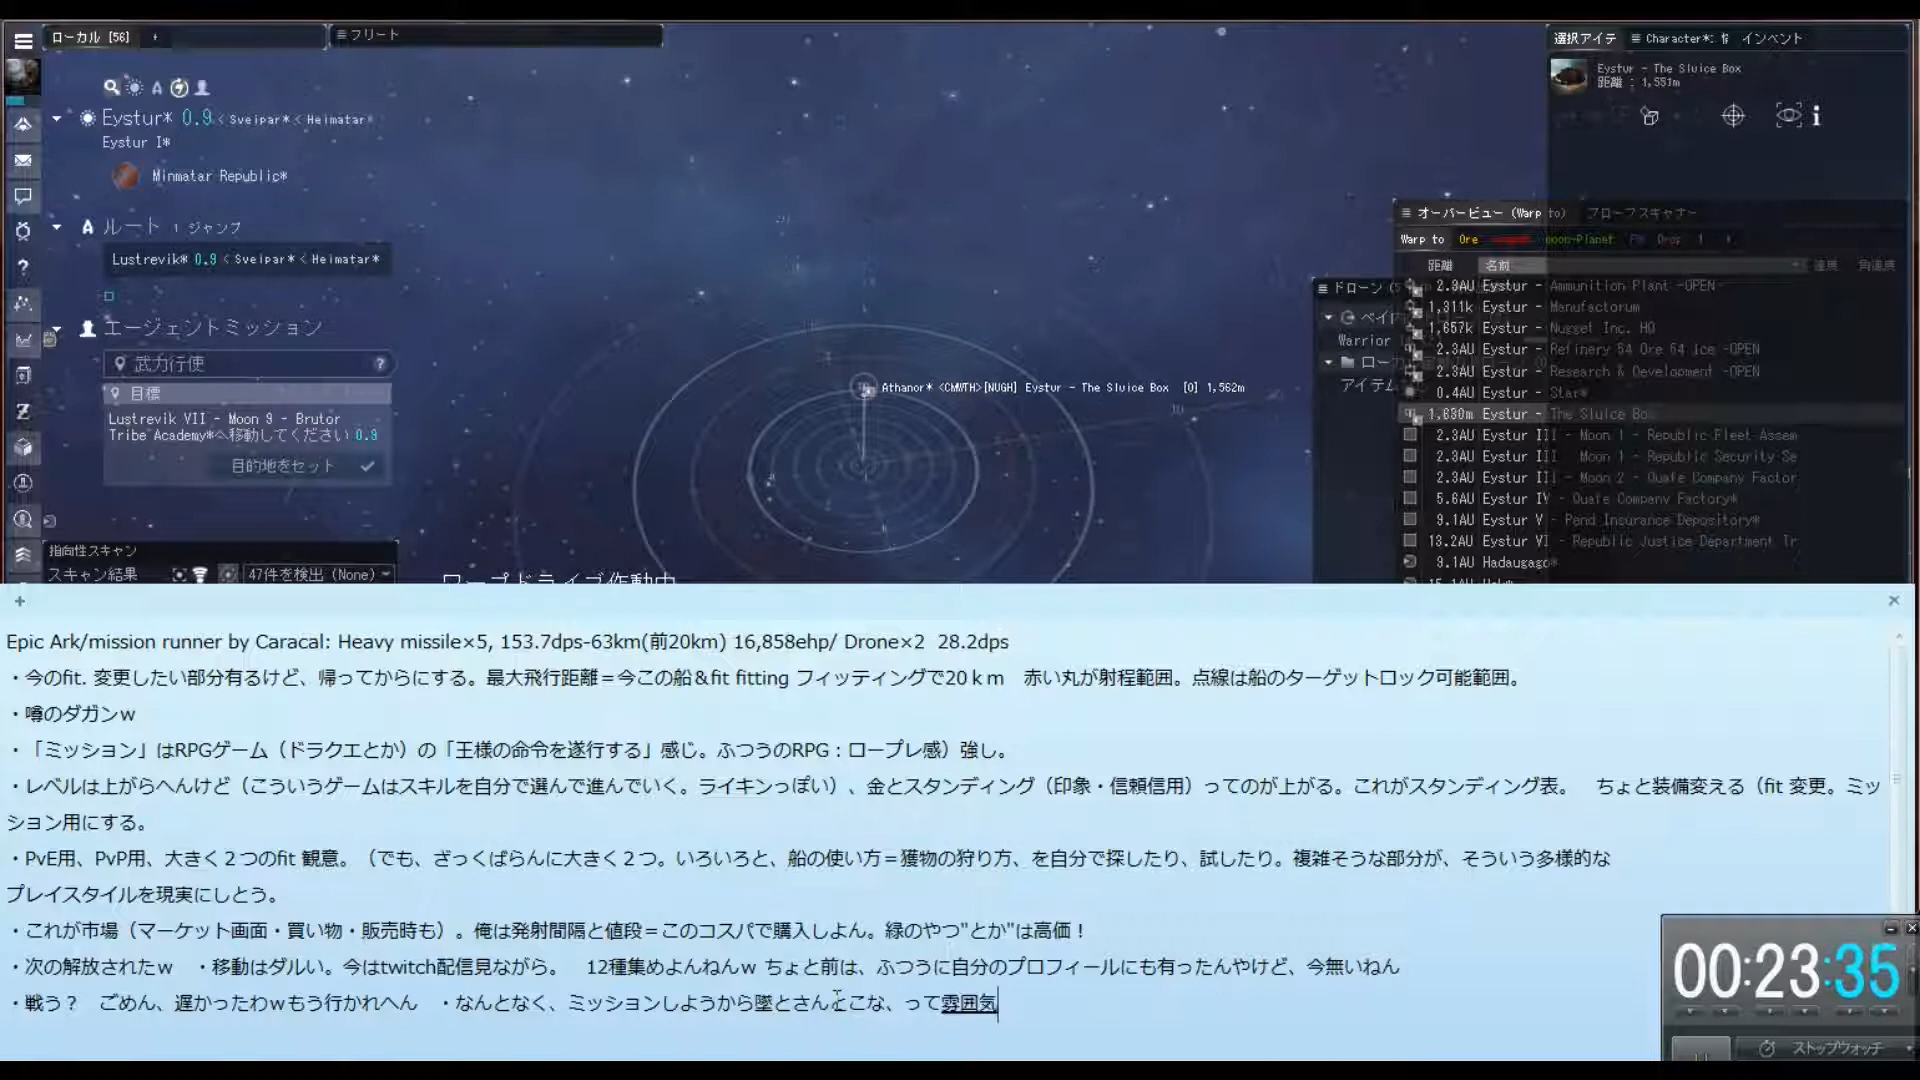 ローカル [56]
フリート
選択アイテ
Character*:
インベント
Eystur - The Sluice Box
距離 : 1,551m
Eystur* 0.9 < Sveipar* < Heimatar*
Eystur I*
Minmatar Republic*
ルート 1 ジャンプ
Lustrevik* 0.9 < Sveipar* < Heimatar*
エージェントミッション
武力行使
目標
Lustrevik VII - Moon 9 - Brutor
Tribe Academy*へ移動してください 0.9
目的地をセット
指向性スキャン
スキャン結果
47件を検出 (None)
Athanor* <CMWTH>[NUGH] Eystur - The Sluice Box [0] 1,562m
ワープドライブ作動中
オーバービュー (Warp to)
プローブスキャナー
Warp to Ore moon-Planet Drop 1
距離 名前 速度 角速度
2.3AU Eystur - Ammunition Plant -OPEN-
1,311k Eystur - Manufactorum
1,657k Eystur - Nugget Inc. HQ
2.3AU Eystur - Refinery 54 Ore 54 Ice -OPEN
2.3AU Eystur - Research & Development -OPEN
0.4AU Eystur - Star*
1,630m Eystur - The Sluice Bo
2.3AU Eystur III - Moon 1 - Republic Fleet Assem
2.3AU Eystur III Moon 1 - Republic Security Se
2.3AU Eystur III - Moon 2 - Quafe Company Factor
5.6AU Eystur IV - Quafe Company Factory*
9.1AU Eystur V - Pend Insurance Depository*
13.2AU Eystur VI - Republic Justice Department Tr
9.1AU Hadaugago*
ドローン
Warrior
アイテム
Epic Ark/mission runner by Caracal: Heavy missile×5, 153.7dps-63km(前20km) 16,858ehp/ Drone×2 28.2dps
・今のfit. 変更したい部分有るけど、帰ってからにする。最大飛行距離＝今この船＆fit fitting フィッティングで20ｋｍ　赤い丸が射程範囲。点線は船のターゲットロック可能範囲。
・噂のダガンｗ
・「ミッション」はRPGゲーム（ドラクエとか）の「王様の命令を遂行する」感じ。ふつうのRPG：ロープレ感）強し。
・レベルは上がらへんけど（こういうゲームはスキルを自分で選んで進んでいく。ライキンっぽい）、金とスタンディング（印象・信頼信用）ってのが上がる。これがスタンディング表。　ちょと装備変える（fit 変更。ミッ
ション用にする。
・PvE用、PvP用、大きく２つのfit 観意。（でも、ざっくばらんに大きく２つ。いろいろと、船の使い方＝獲物の狩り方、を自分で探したり、試したり。複雑そうな部分が、そういう多様的な
プレイスタイルを現実にしとう。
・これが市場（マーケット画面・買い物・販売時も）。俺は発射間隔と値段＝このコスパで購入しよん。緑のやつ"とか"は高価！
・次の解放されたｗ　・移動はダルい。今はtwitch配信見ながら。　12種集めよんねんｗ ちょと前は、ふつうに自分のプロフィールにも有ったんやけど、今無いねん
・戦う？　ごめん、遅かったわｗもう行かれへん　・なんとなく、ミッションしようから墜とさんとこな、って雰囲気
00:23:35
ストップウォッチ